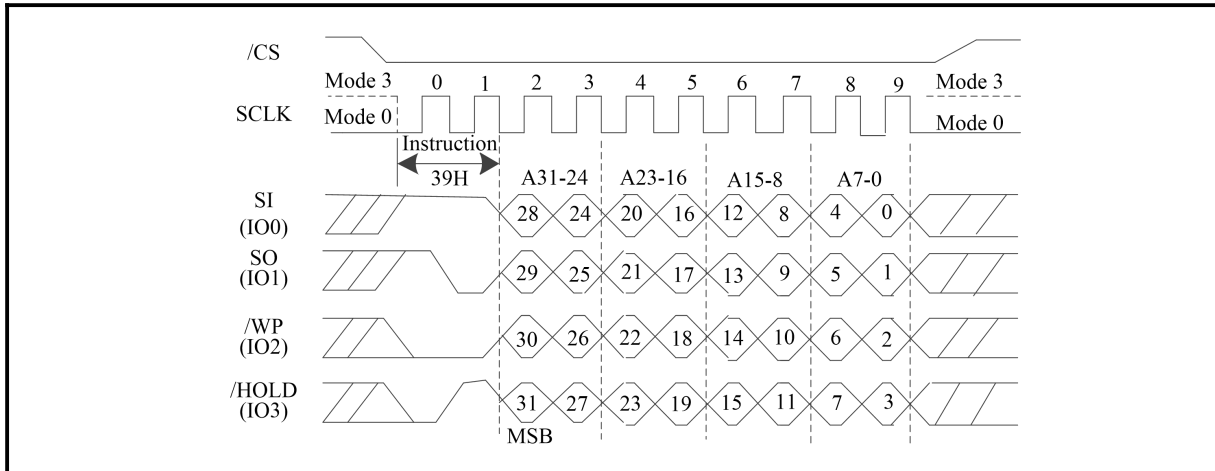 /CS
Mode 3 0 1 2 3 4 5 6 7 8 9 Mode 3
SCLK Mode 0 Mode 0
Instruction
39H A31-24 A23-16 A15-8 A7-0
SI
(IO0) 28 24 20 16 12 8 4 0
SO
(IO1) 29 25 21 17 13 9 5 1
/WP
(IO2) 30 26 22 18 14 10 6 2
/HOLD
(IO3) 31 27 23 19 15 11 7 3
MSB